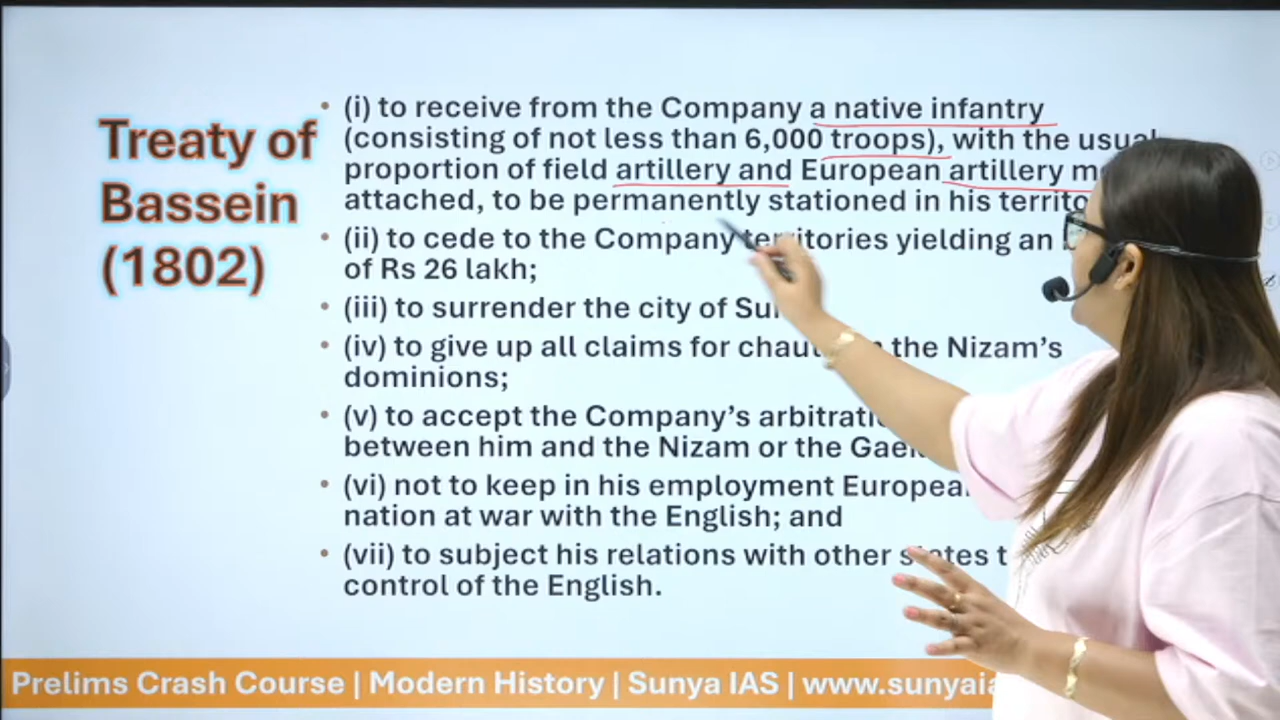 Treaty of
Bassein
(1802)
• (i) to receive from the Company a native infantry
(consisting of not less than 6,000 troops), with the usual
proportion of field artillery and European artillery
attached, to be permanently stationed in his
• (ii) to cede to the Company territories yielding an
of Rs 26 lakh;
• (iii) to surrender the city of
• (iv) to give up all claims for the Nizam's
dominions;
• (v) to accept the Company's
between him and the Nizam or the
• (vi) not to keep in his employment
nation at war with the English; and
• (vii) to subject his relations with other states
control of the English.
Prelims Crash Course | Modern History | Sunya IAS |